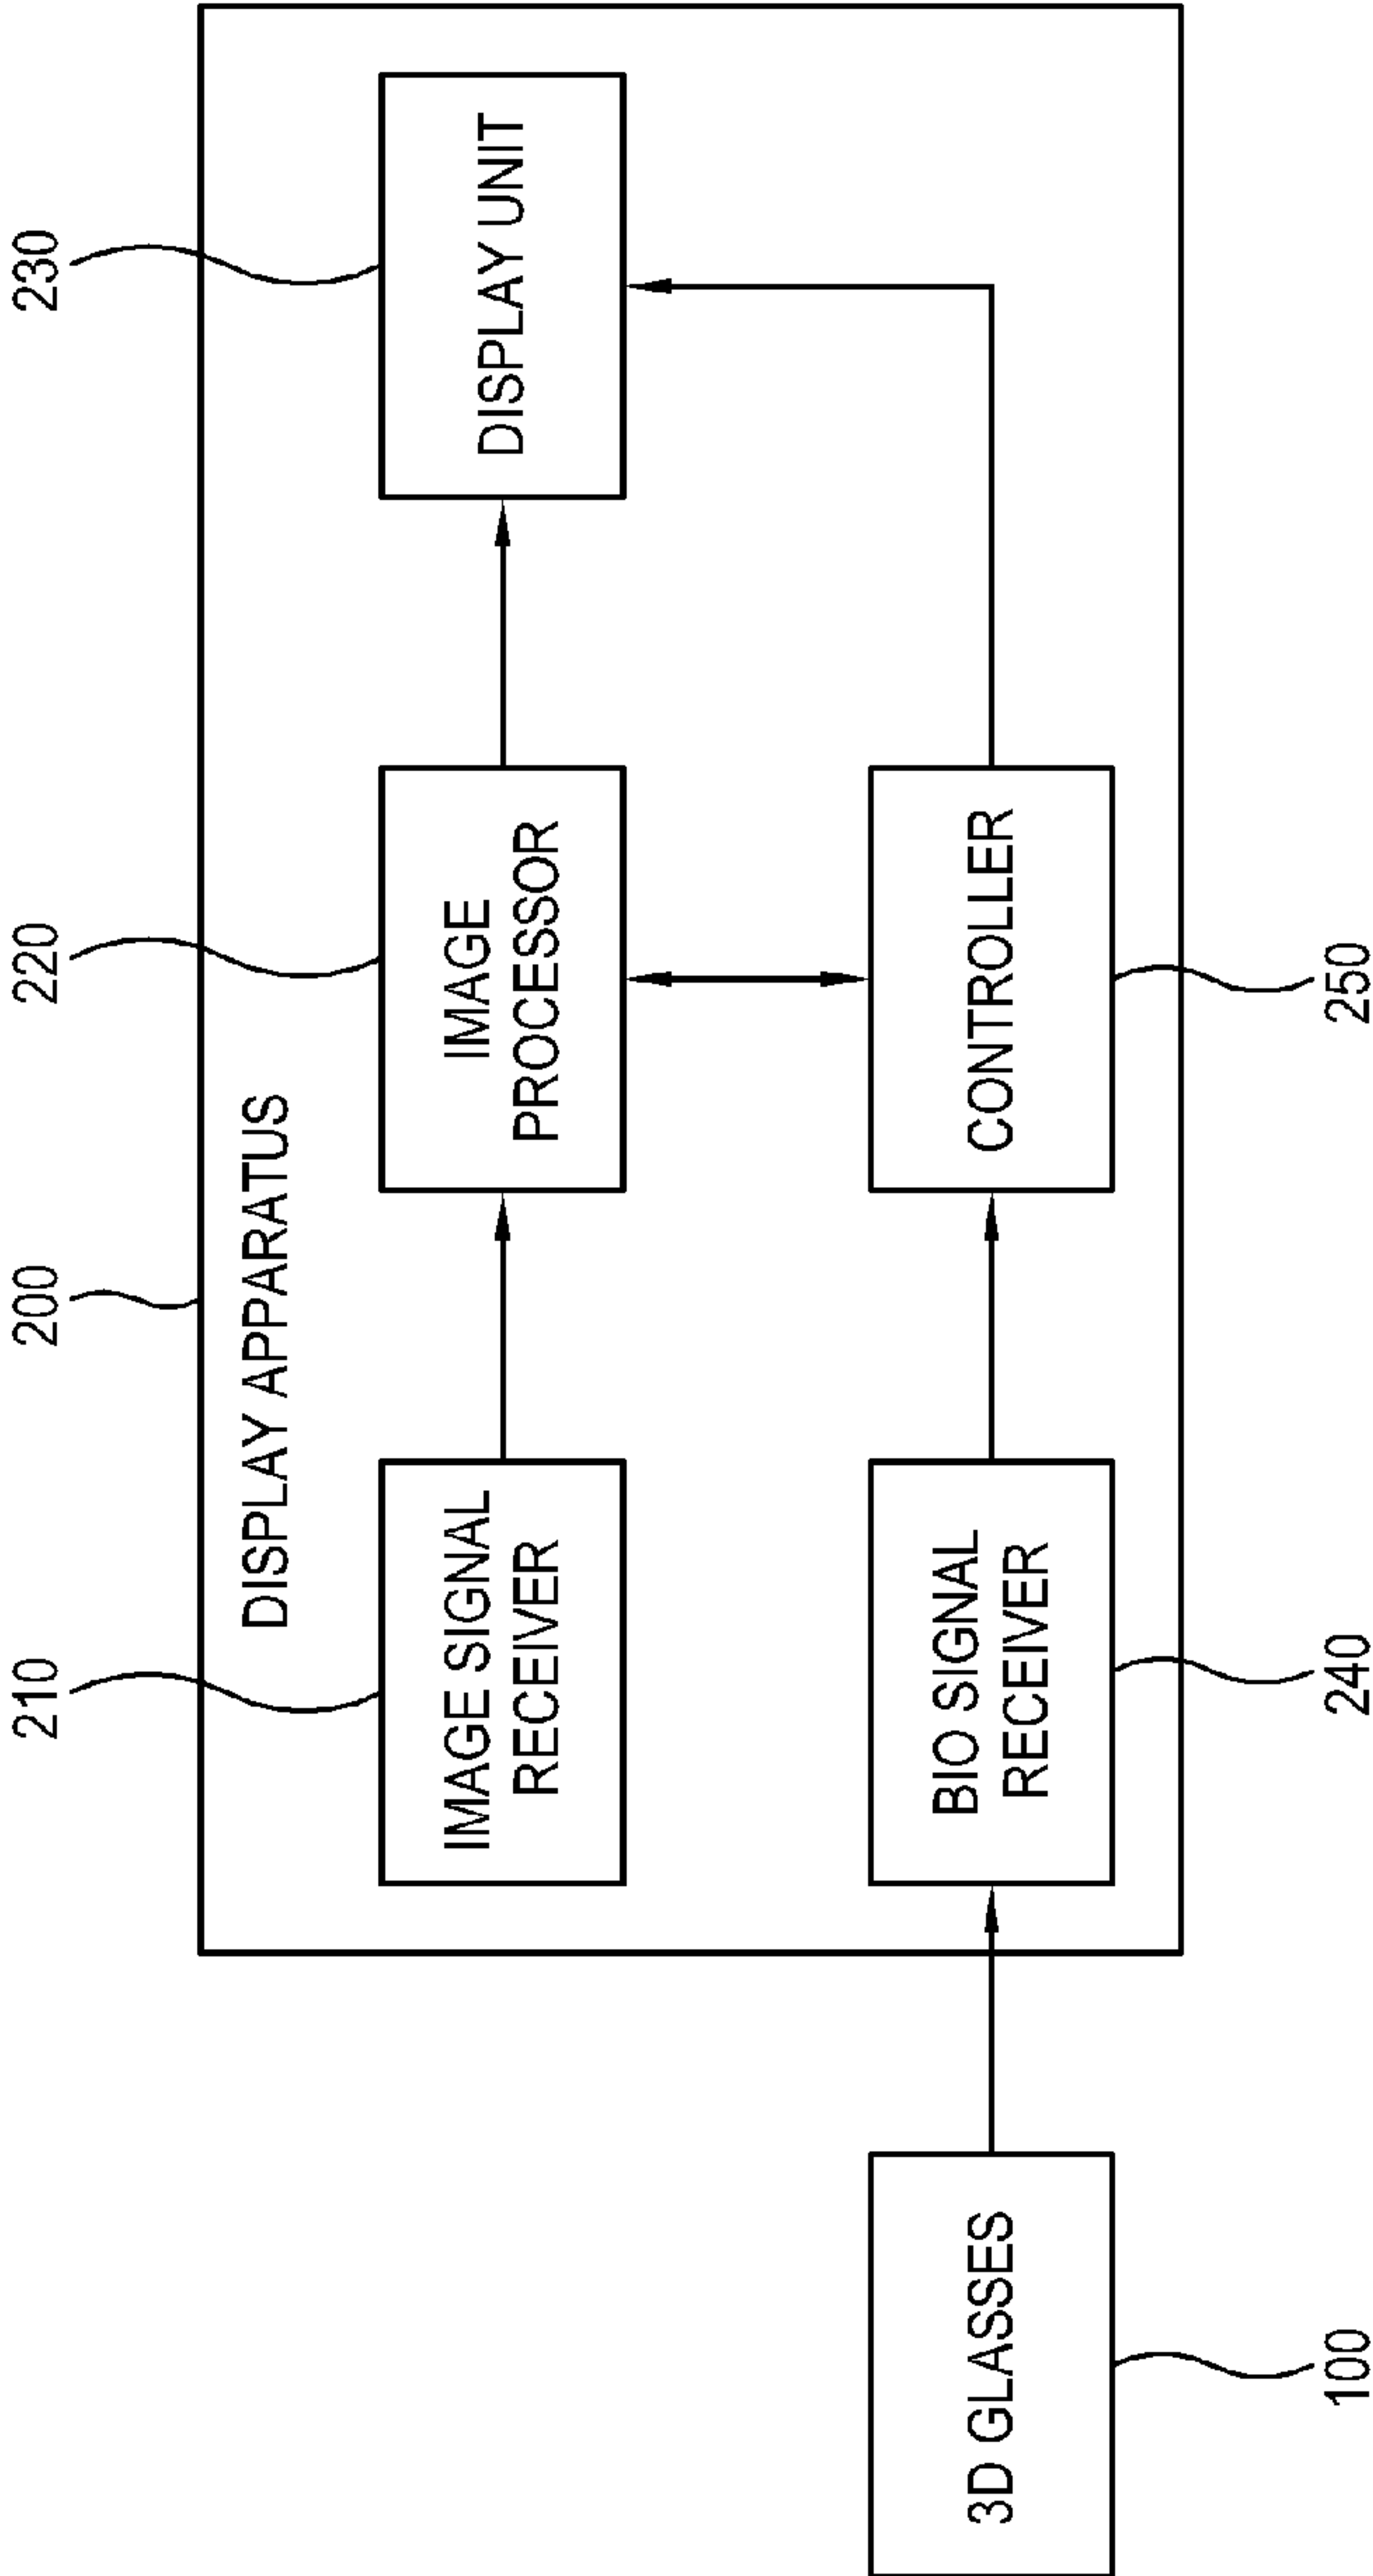 200
210
220
230
DISPLAY APPARATUS
IMAGE SIGNAL
RECEIVER
IMAGE
PROCESSOR
DISPLAY UNIT
3D GLASSES
BIO SIGNAL
RECEIVER
CONTROLLER
100
240
250